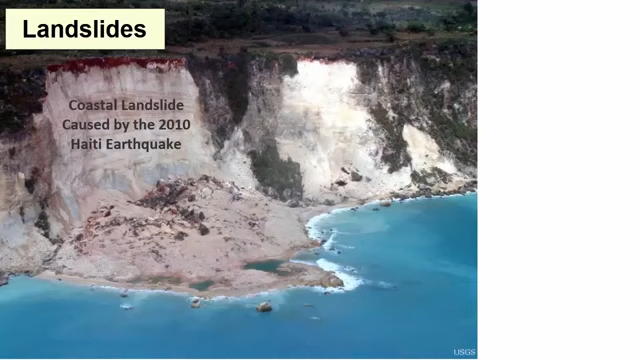 Landslides
Coastal Landslide
Caused by the 2010
Haiti Earthquake
USGS